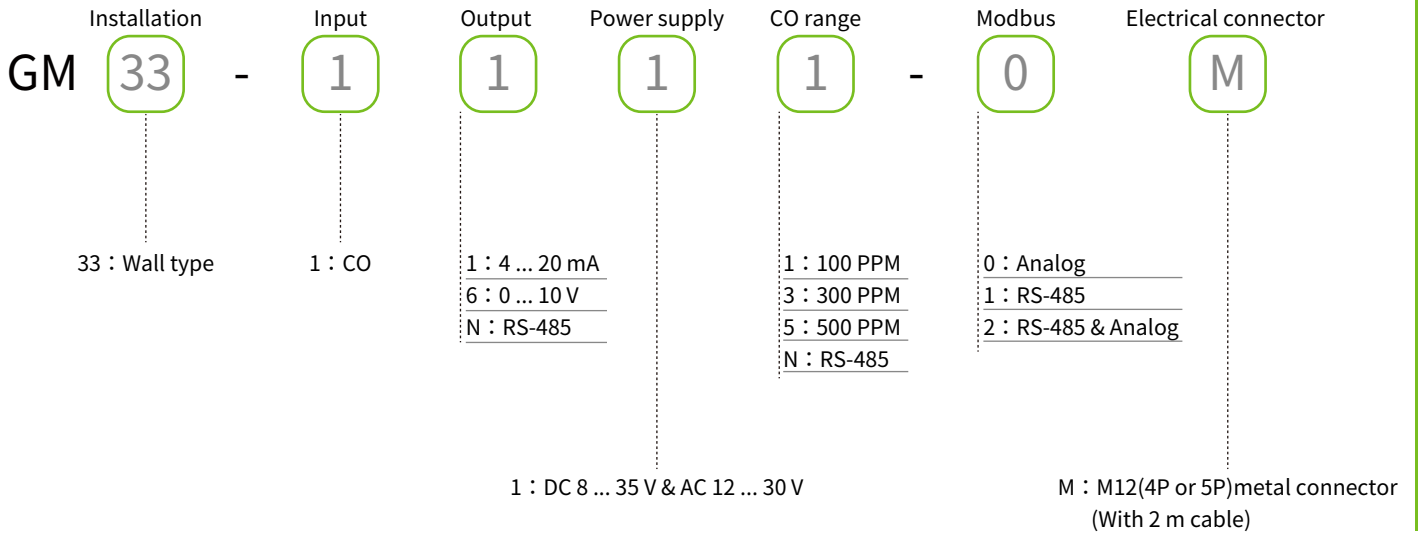 Installation Input Output Power supply CO range Modbus Electrical connector
GM 33 - 1 1 1 1 - 0 M
33：Wall type 1：CO 1：4 ... 20 mA 1：100 PPM 0：Analog
6：0 ... 10 V 3：300 PPM 1：RS-485
N：RS-485 5：500 PPM 2：RS-485 & Analog
N：RS-485
1：DC 8 ... 35 V & AC 12 ... 30 V M：M12(4P or 5P)metal connector
(With 2 m cable)